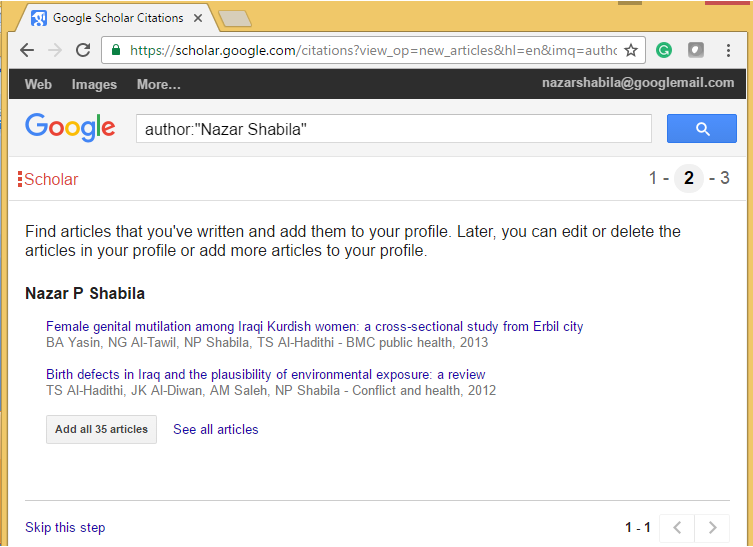 Google Scholar Citations
https://scholar.google.com/citations?view_op=new_articles&hl=en&imq=autho
Web Images More... nazarshabila@googlemail.com
Google author:"Nazar Shabila"
Scholar 1 - 2 - 3
Find articles that you've written and add them to your profile. Later, you can edit or delete the
articles in your profile or add more articles to your profile.
Nazar P Shabila
Female genital mutilation among Iraqi Kurdish women: a cross-sectional study from Erbil city
BA Yasin, NG Al-Tawil, NP Shabila, TS Al-Hadithi - BMC public health, 2013
Birth defects in Iraq and the plausibility of environmental exposure: a review
TS Al-Hadithi, JK Al-Diwan, AM Saleh, NP Shabila - Conflict and health, 2012
Add all 35 articles See all articles
Skip this step 1 - 1